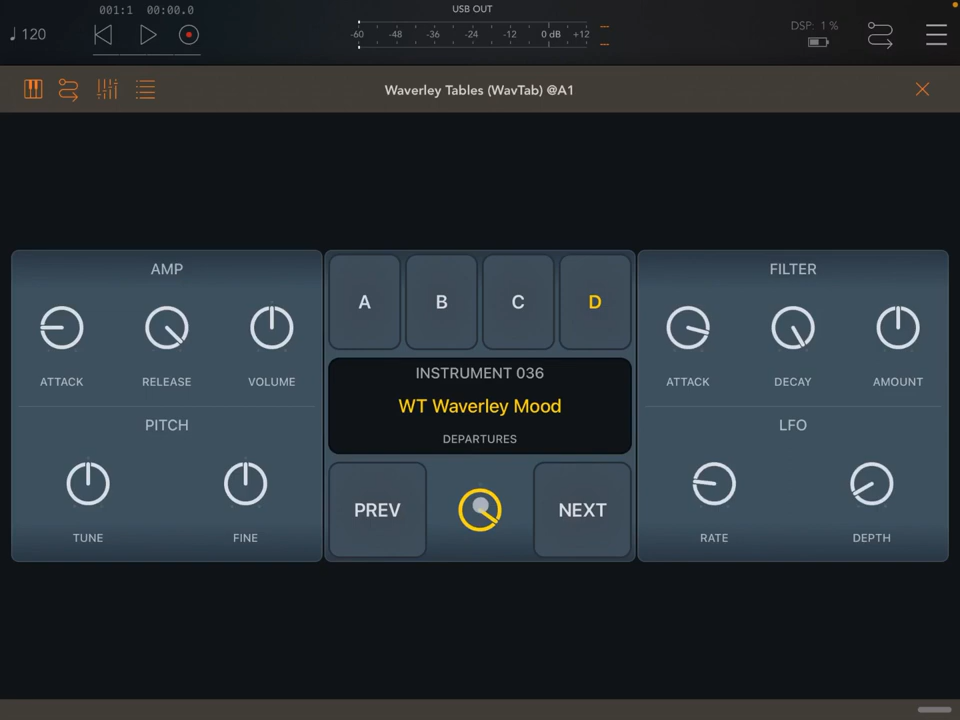 001:1 00:00.0
USB OUT
120
-60 -48 -36 -24 -12 0 dB +12
DSP: 1 %
Waverley Tables (WavTab) @A1
AMP
ATTACK RELEASE VOLUME
PITCH
TUNE FINE
A B C D
INSTRUMENT 036
WT Waverley Mood
DEPARTURES
PREV NEXT
FILTER
ATTACK DECAY AMOUNT
LFO
RATE DEPTH